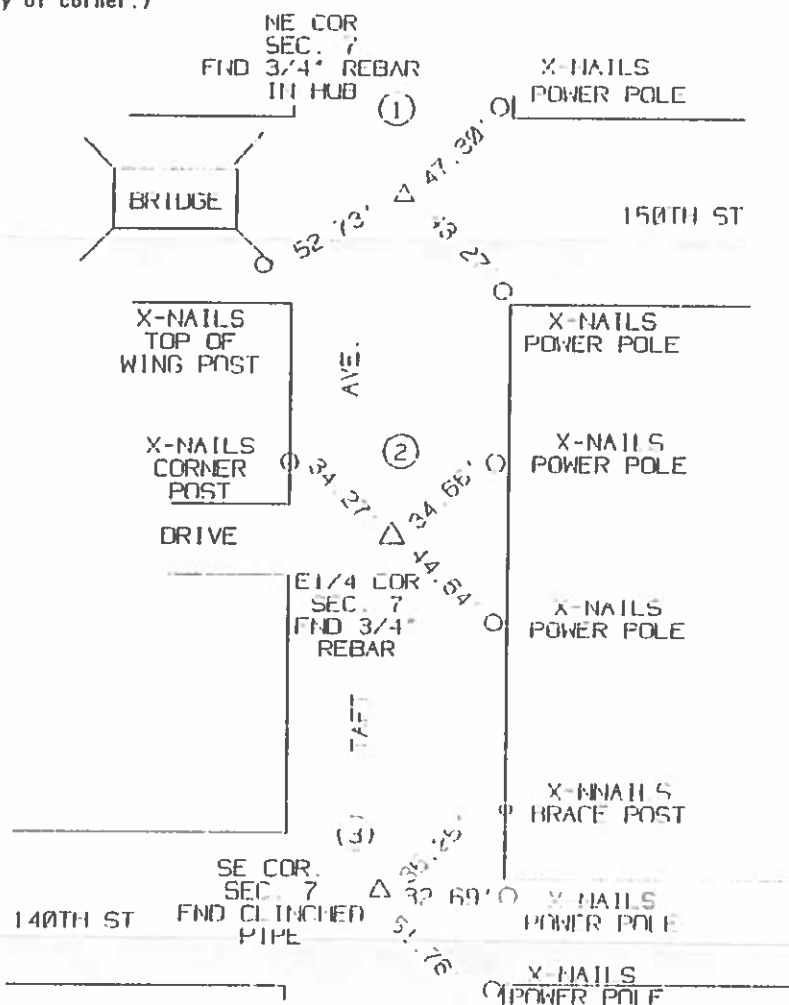 y of corner.)
NE COR
SEC. 7
FND 3/4" REBAR
IN HUB
(1)
X-NAILS
POWER POLE
47.30'
BRIDGE
52 73'
150TH ST
X-NAILS
TOP OF
WING POST
X-NAILS
POWER POLE
AVE.
X-NAILS
CORNER
POST
(2)
X-NAILS
POWER POLE
34.27'
34.66'
DRIVE
44.54'
E1/4 COR
SEC. 7
FND 3/4"
REBAR
X-NAILS
POWER POLE
TAFT
X-NNAILS
BRACE POST
(3)
SE COR.
SEC. 7
FND CLINCHED
PIPE
32 69'
X-NAILS
POWER POLE
140TH ST
X-NAILS
POWER POLE